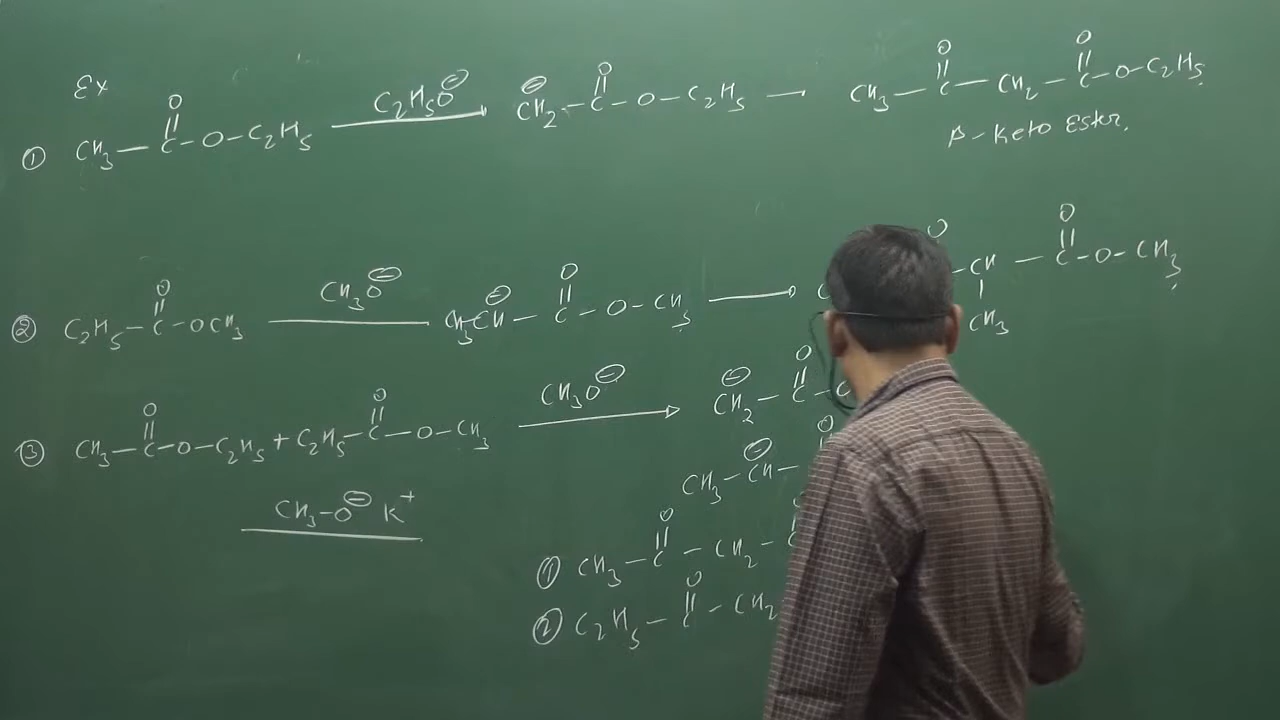 Ex
① CH₃—C(=O)—O—C₂H₅ C₂H₅O⊖ ⊖CH₂—C(=O)—O—C₂H₅ → CH₃—C(=O)—CH₂—C(=O)—O—C₂H₅
β-Keto Ester.
② C₂H₅—C(=O)—OCH₃ CH₃O⊖ CH₃CH⊖—C(=O)—O—CH₃ → O —CH(CH₃)—C(=O)—O—CH₃
③ CH₃—C(=O)—O—C₂H₅ + C₂H₅—C(=O)—O—CH₃ CH₃O⊖ → ⊖CH₂—C(=O)—O
CH₃—CH⊖— O
CH₃—O⊖ K⁺
① CH₃—C(=O)—CH₂—
② C₂H₅—C(=O)—CH₂